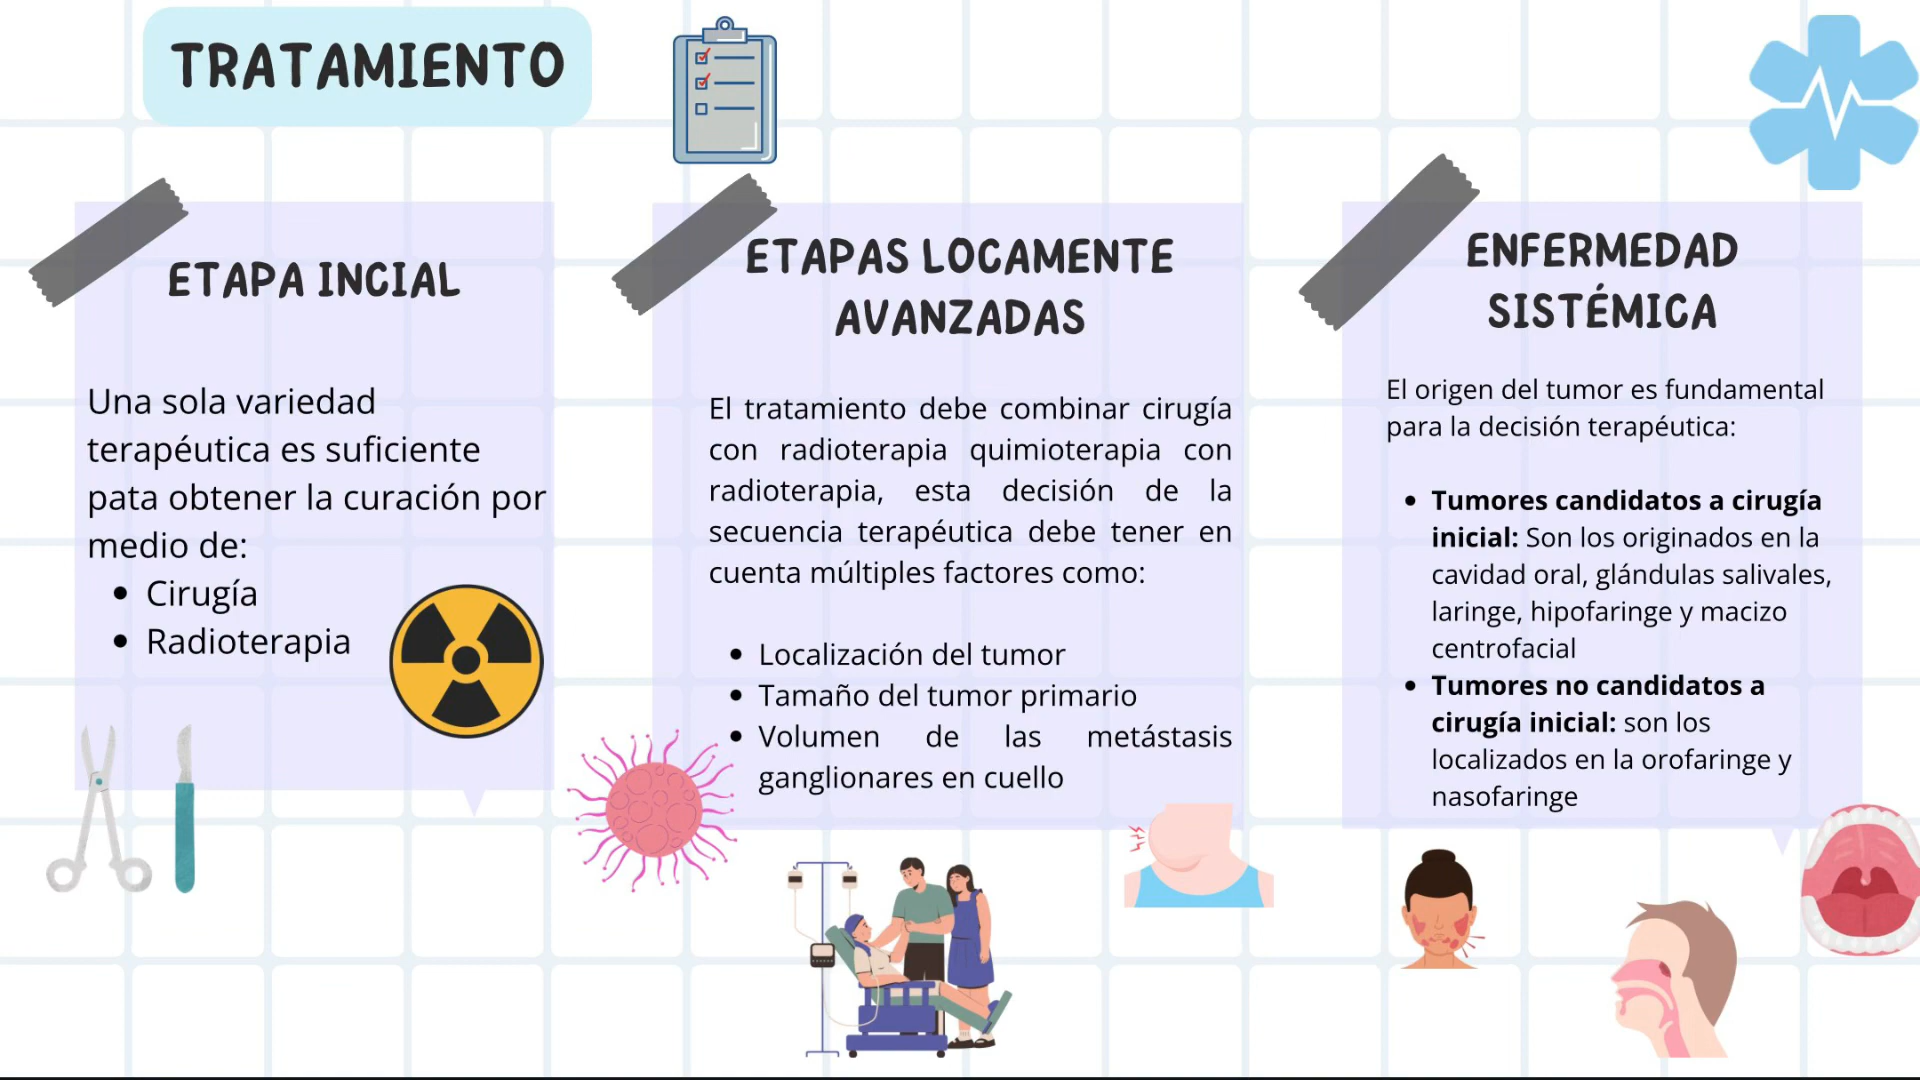 TRATAMIENTO
ETAPA INCIAL
Una sola variedad
terapéutica es suficiente
pata obtener la curación por
medio de:
• Cirugía
• Radioterapia
ETAPAS LOCAMENTE
AVANZADAS
El tratamiento debe combinar cirugía
con radioterapia quimioterapia con
radioterapia, esta decisión de la
secuencia terapéutica debe tener en
cuenta múltiples factores como:
• Localización del tumor
• Tamaño del tumor primario
• Volumen de las metástasis
ganglionares en cuello
ENFERMEDAD
SISTÉMICA
El origen del tumor es fundamental
para la decisión terapéutica:
• Tumores candidatos a cirugía
inicial: Son los originados en la
cavidad oral, glándulas salivales,
laringe, hipofaringe y macizo
centrofacial
• Tumores no candidatos a
cirugía inicial: son los
localizados en la orofaringe y
nasofaringe